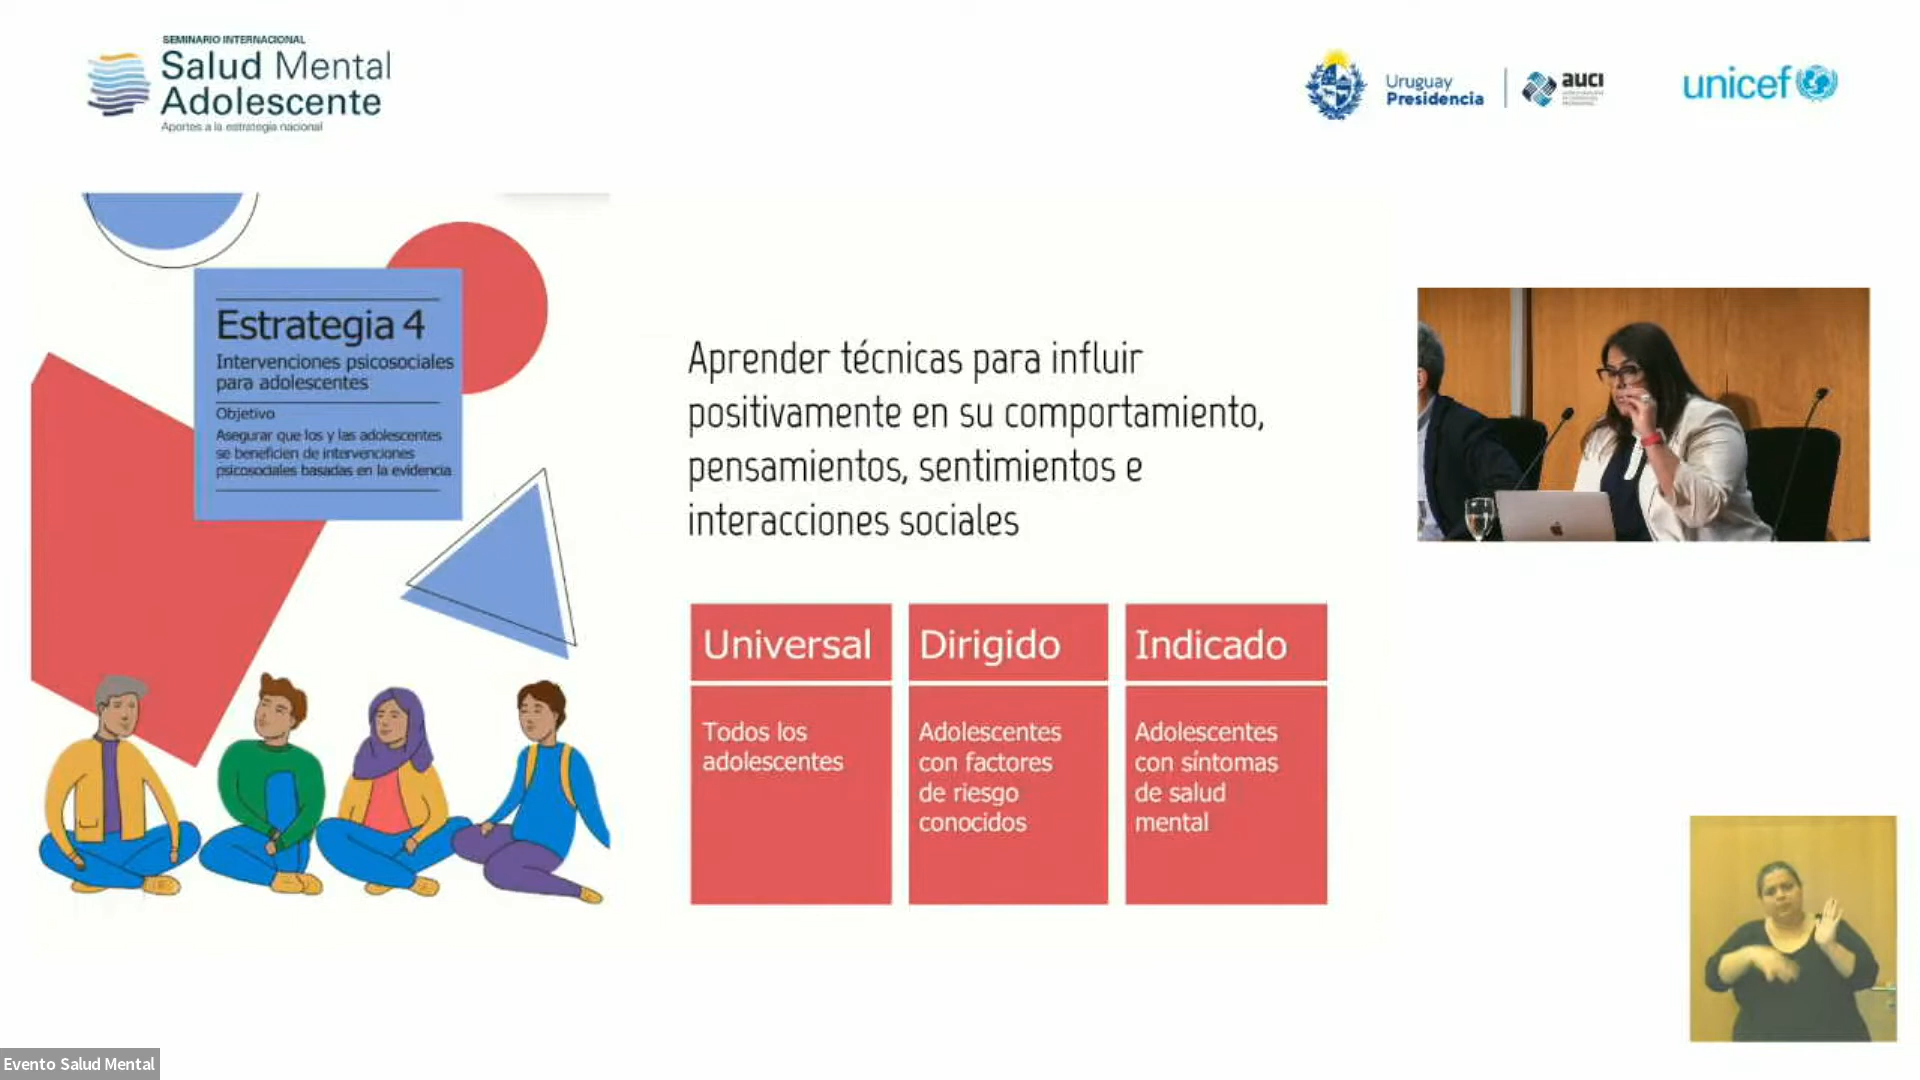 SEMINARIO INTERNACIONAL
Salud Mental
Adolescente
Aportes a la estrategia nacional
Uruguay
Presidencia
AUCI
unicef
Estrategia 4
Intervenciones psicosociales
para adolescentes
Objetivo
Asegurar que los y las adolescentes
se beneficien de intervenciones
psicosociales basadas en la evidencia
Aprender técnicas para influir
positivamente en su comportamiento,
pensamientos, sentimientos e
interacciones sociales
Universal
Todos los
adolescentes
Dirigido
Adolescentes
con factores
de riesgo
conocidos
Indicado
Adolescentes
con síntomas
de salud
mental
Evento Salud Mental